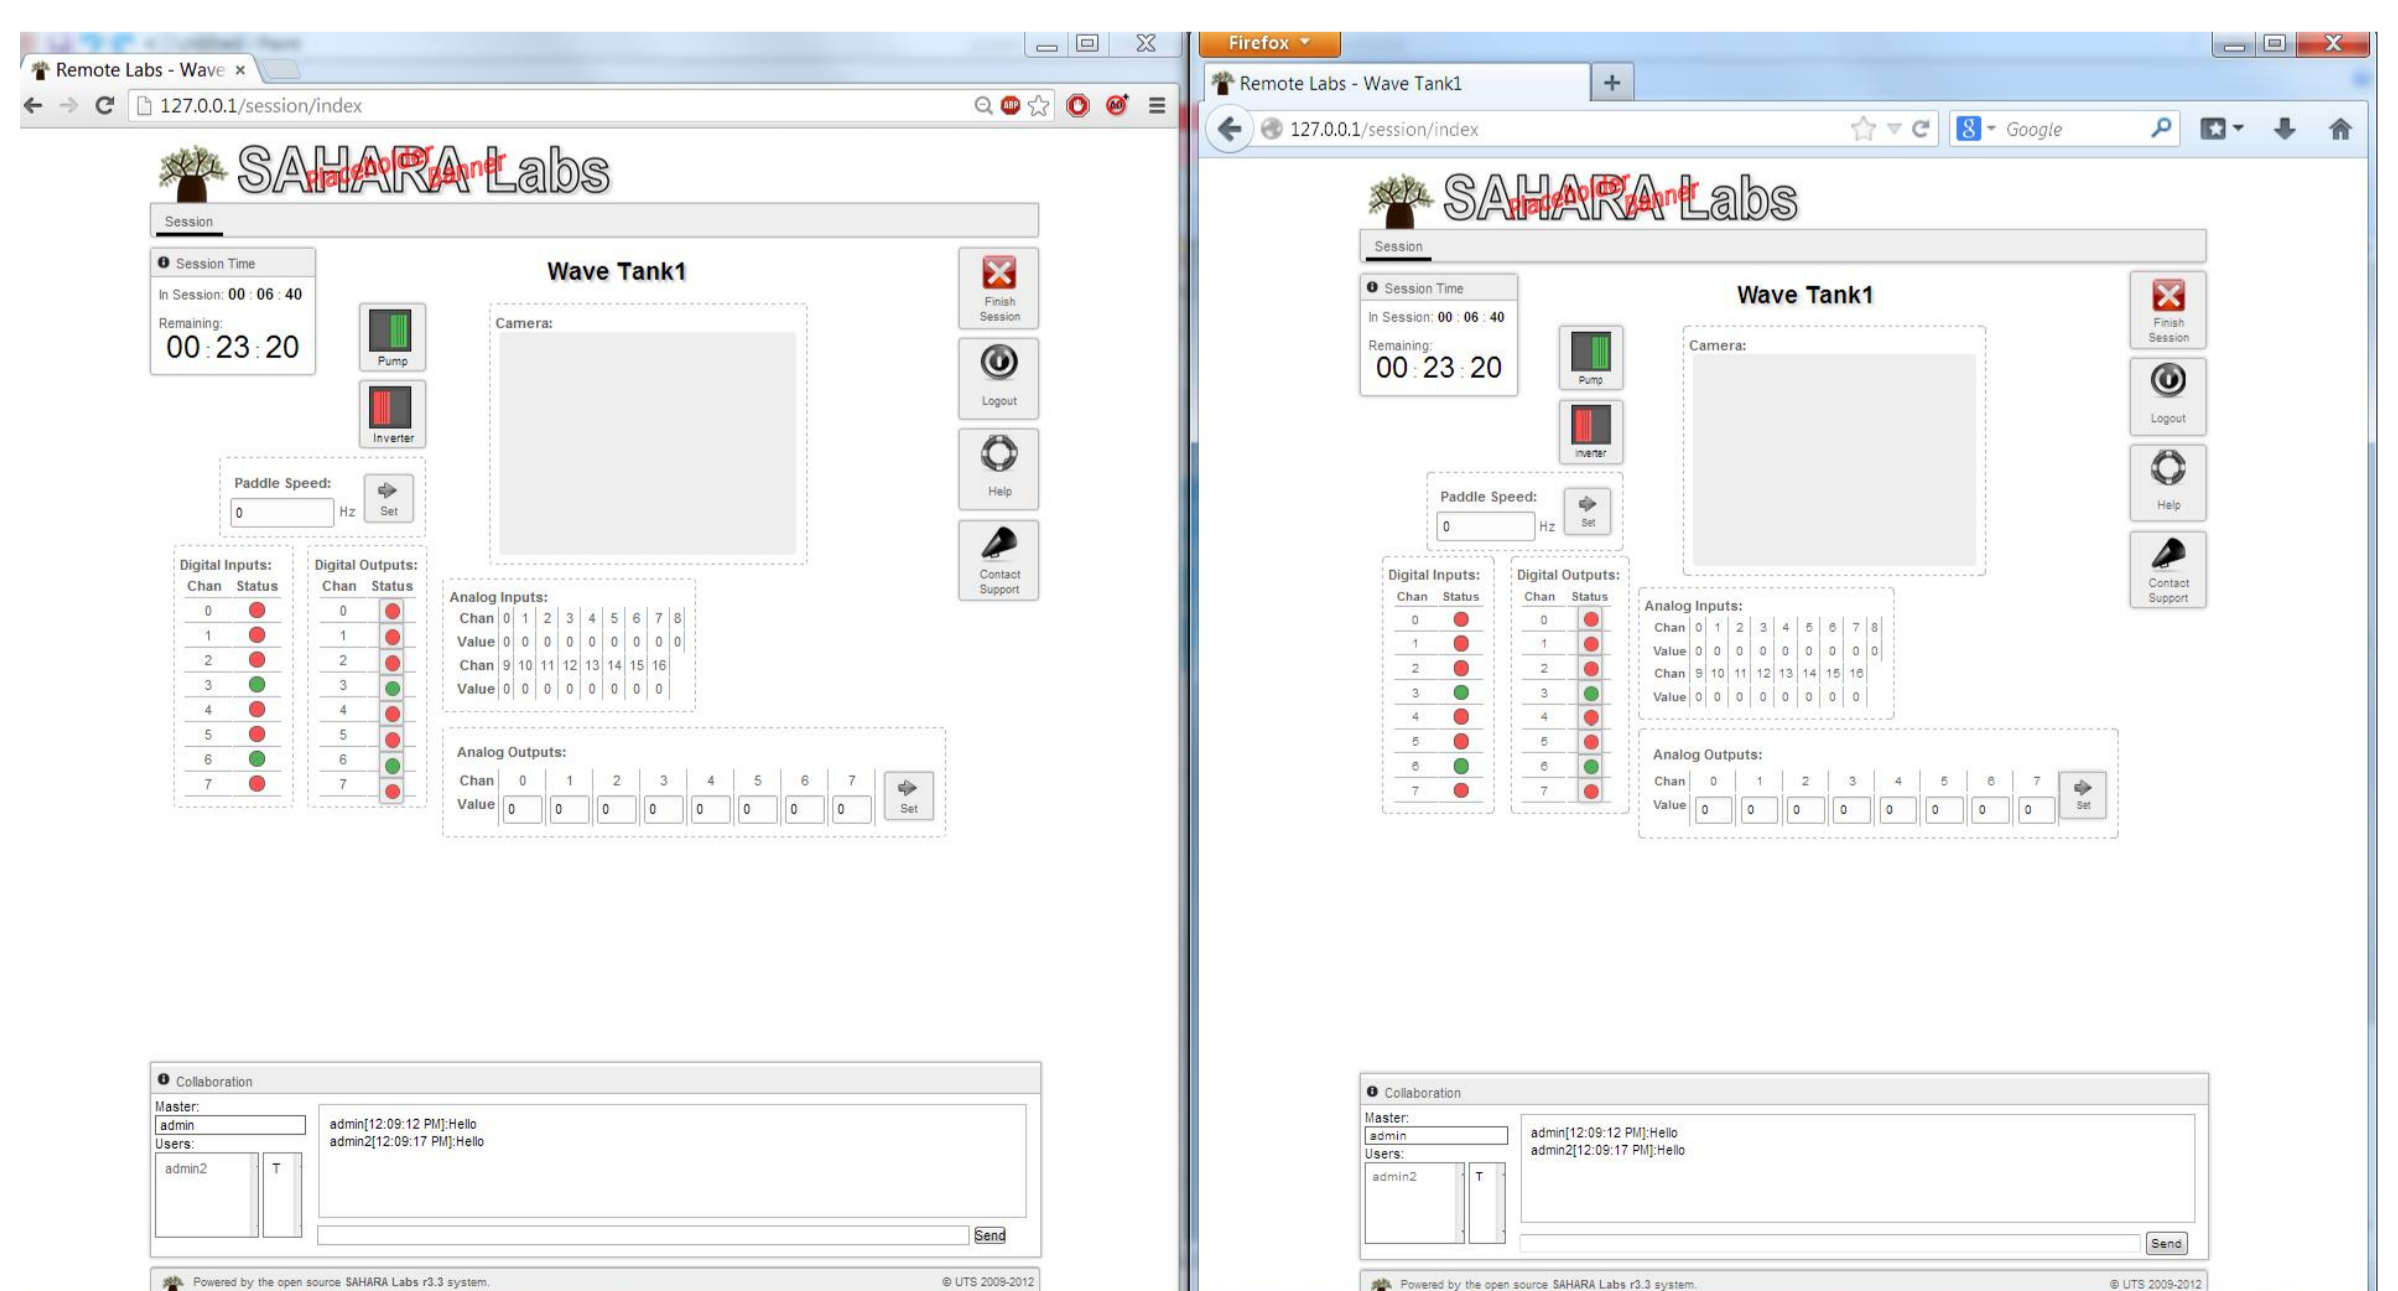 Remote Labs - Wave
127.0.0.1/session/index
ABP
SAHARA Labs
Placeholder Banner
Session
Session Time
In Session: 00 : 06 : 40
Remaining:
00 : 23 : 20
Wave Tank1
Pump
Inverter
Camera:
Finish
Session
Logout
Help
Contact
Support
Paddle Speed:
0 Hz
Set
Digital Inputs:
Chan Status
0
1
2
3
4
5
6
7
Digital Outputs:
Chan Status
0
1
2
3
4
5
6
7
Analog Inputs:
Chan 0 1 2 3 4 5 6 7 8
Value 0 0 0 0 0 0 0 0 0
Chan 9 10 11 12 13 14 15 16
Value 0 0 0 0 0 0 0 0
Analog Outputs:
Chan 0 1 2 3 4 5 6 7
Value 0 0 0 0 0 0 0 0
Set
Collaboration
Master:
admin
Users:
admin2 T
admin[12:09:12 PM]:Hello
admin2[12:09:17 PM]:Hello
Send
Powered by the open source SAHARA Labs r3.3 system.
© UTS 2009-2012
Firefox
Remote Labs - Wave Tank1
127.0.0.1/session/index
8 Google
SAHARA Labs
Placeholder Banner
Session
Session Time
In Session: 00 : 06 : 40
Remaining:
00 : 23 : 20
Wave Tank1
Pump
Inverter
Camera:
Finish
Session
Logout
Help
Contact
Support
Paddle Speed:
0 Hz
Set
Digital Inputs:
Chan Status
0
1
2
3
4
5
6
7
Digital Outputs:
Chan Status
0
1
2
3
4
5
6
7
Analog Inputs:
Chan 0 1 2 3 4 5 6 7 8
Value 0 0 0 0 0 0 0 0 0
Chan 9 10 11 12 13 14 15 16
Value 0 0 0 0 0 0 0 0
Analog Outputs:
Chan 0 1 2 3 4 5 6 7
Value 0 0 0 0 0 0 0 0
Set
Collaboration
Master:
admin
Users:
admin2 T
admin[12:09:12 PM]:Hello
admin2[12:09:17 PM]:Hello
Send
Powered by the open source SAHARA Labs r3.3 system.
© UTS 2009-2012